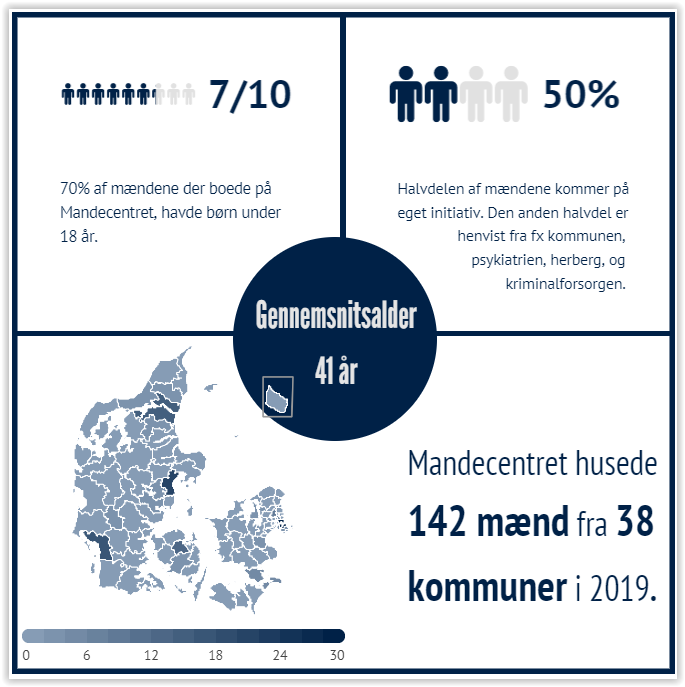 7/10
70% af mændene der boede på
Mandecentret, havde børn under
18 år.
50%
Halvdelen af mændene kommer på
eget initiativ. Den anden halvdel er
henvist fra fx kommunen,
psykiatrien, herberg, og
kriminalforsorgen.
Gennemsnitsalder
41 år
Mandecentret husede
142 mænd fra 38
kommuner i 2019.
0 6 12 18 24 30